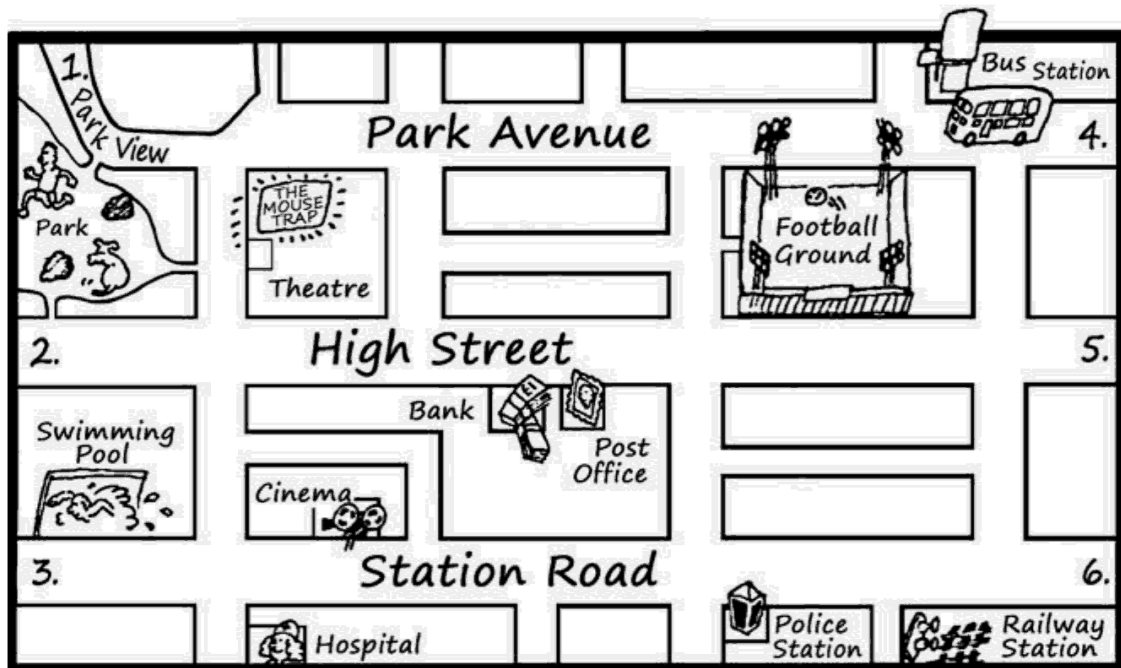 1.
Park View
Park Avenue
Bus Station
4.
THE
MOUSE
TRAP
Park
Theatre
Football
Ground
2.
High Street
5.
Swimming
Pool
Bank
£1
Post
Office
Cinema
3.
Station Road
6.
Hospital
Police
Station
Railway
Station